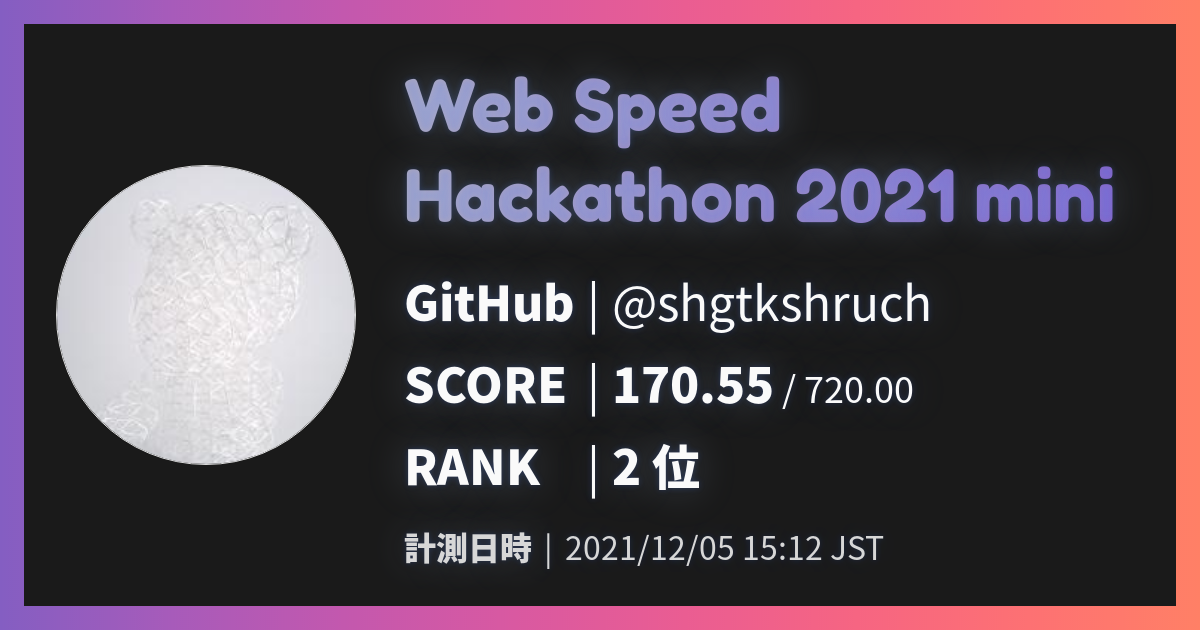 Web Speed
Hackathon 2021 mini
GitHub | @shgtkshruch
SCORE | 170.55 / 720.00
RANK | 2 位
計測日時 | 2021/12/05 15:12 JST